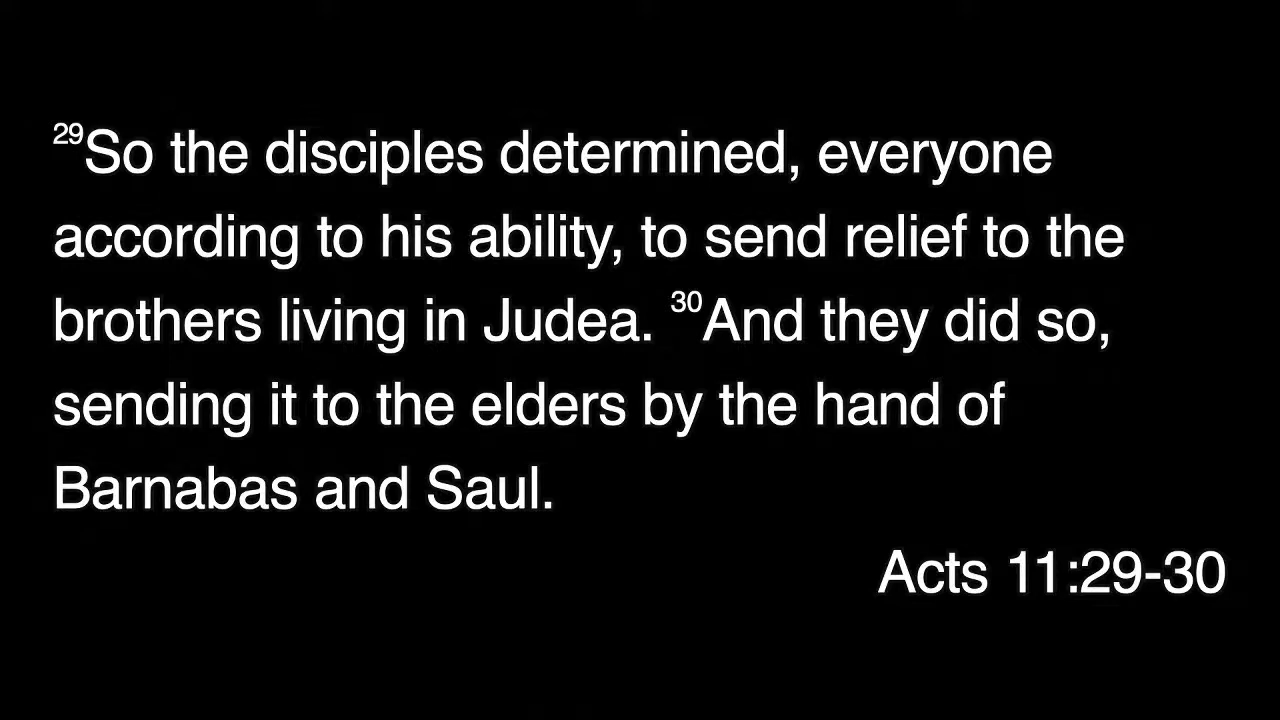 29So the disciples determined, everyone
according to his ability, to send relief to the
brothers living in Judea. 30And they did so,
sending it to the elders by the hand of
Barnabas and Saul.
Acts 11:29-30